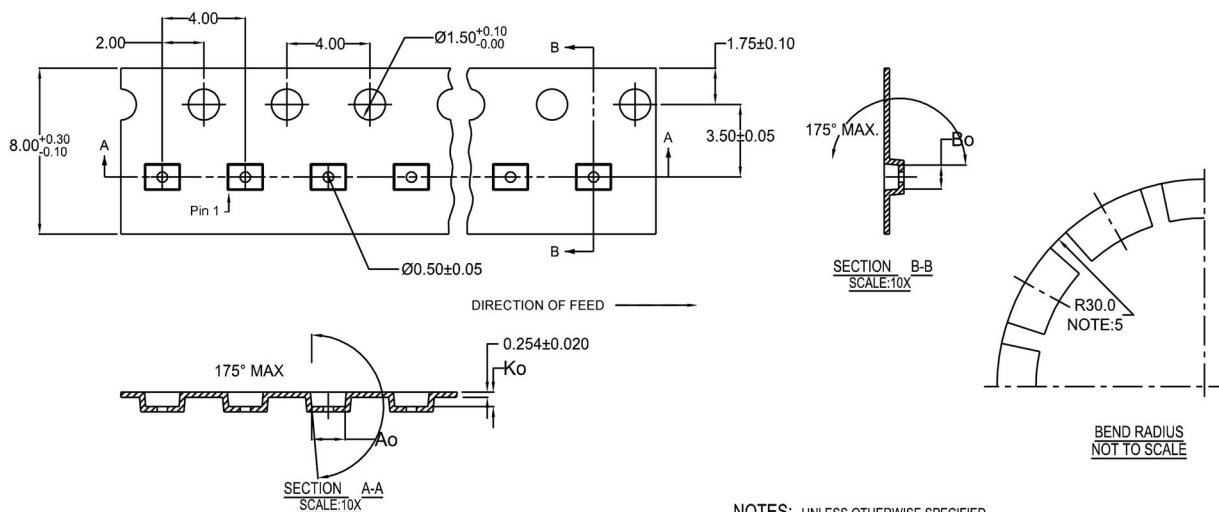 4.00
2.00
4.00
Ø1.50+0.10
-0.00
B
1.75±0.10
8.00+0.30
-0.10
A
A
3.50±0.05
Pin 1
B
Ø0.50±0.05
DIRECTION OF FEED
175° MAX.
Bo
SECTION B-B
SCALE:10X
R30.0
NOTE:5
BEND RADIUS
NOT TO SCALE
175° MAX
0.254±0.020
Ko
Ao
SECTION A-A
SCALE:10X
NOTES: UNLESS OTHERWISE SPECIFIED